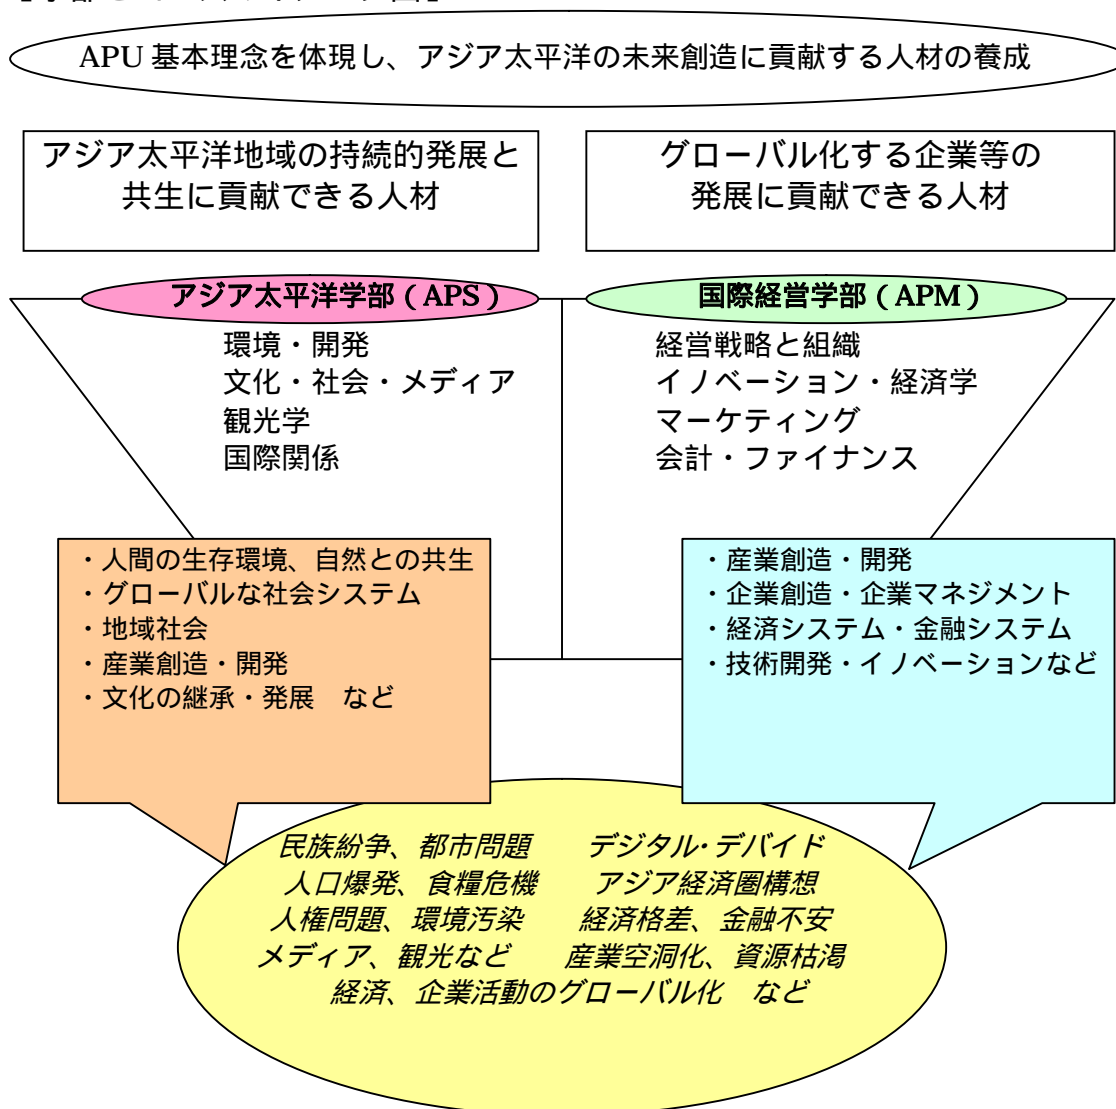 APU 基本理念を体現し、アジア太平洋の未来創造に貢献する人材の養成
アジア太平洋地域の持続的発展と
共生に貢献できる人材
グローバル化する企業等の
発展に貢献できる人材
アジア太平洋学部（APS）
環境・開発
文化・社会・メディア
観光学
国際関係
国際経営学部（APM）
経営戦略と組織
イノベーション・経済学
マーケティング
会計・ファイナンス
・人間の生存環境、自然との共生
・グローバルな社会システム
・地域社会
・産業創造・開発
・文化の継承・発展　など
・産業創造・開発
・企業創造・企業マネジメント
・経済システム・金融システム
・技術開発・イノベーションなど
民族紛争、都市問題　　デジタル・デバイド
人口爆発、食糧危機　　アジア経済圏構想
人権問題、環境汚染　　経済格差、金融不安
メディア、観光など　　産業空洞化、資源枯渇
経済、企業活動のグローバル化　など